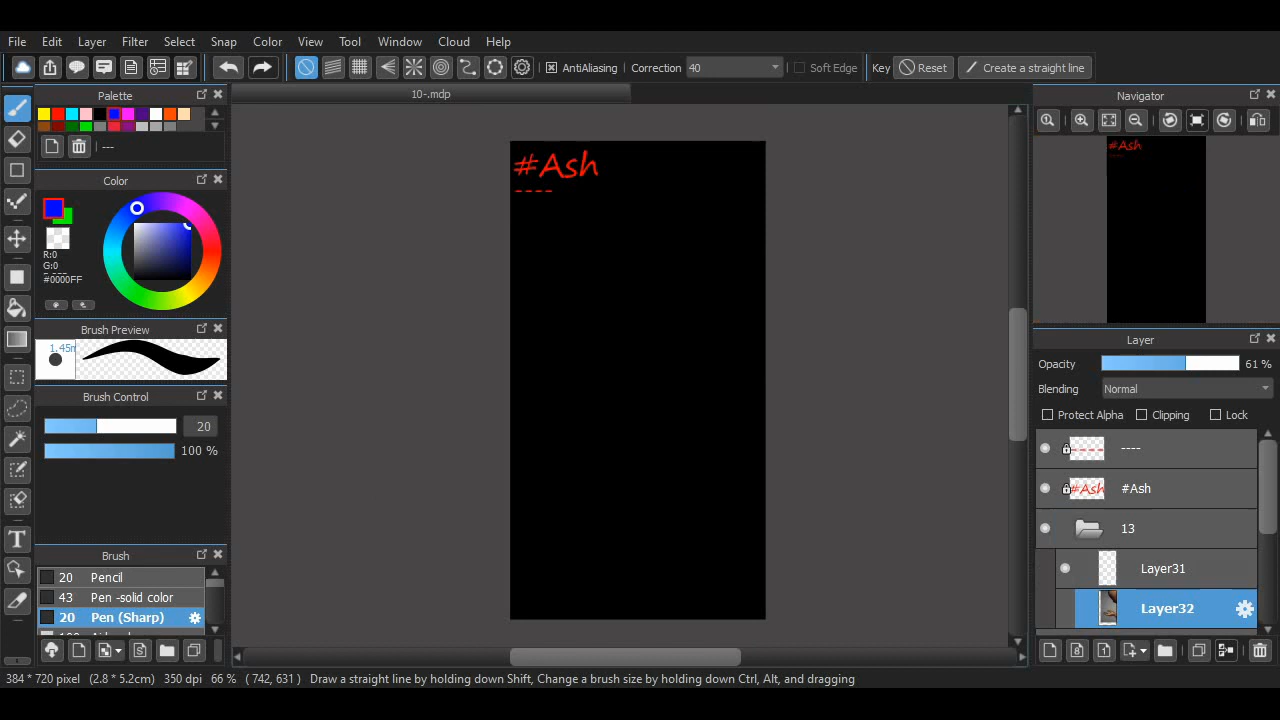 File Edit Layer Filter Select Snap Color View Tool Window Cloud Help
AntiAliasing Correction 40 Soft Edge Key Reset Create a straight line
Palette
10-.mdp
Navigator
---
Color
R:0
G:0
#0000FF
Brush Preview
Brush Control
20
100 %
Brush
20 Pencil
43 Pen -solid color
20 Pen (Sharp)
#Ash
----
#Ash
Layer
Opacity 61 %
Blending Normal
Protect Alpha Clipping Lock
----
#Ash #Ash
13
Layer31
Layer32
384 * 720 pixel (2.8 * 5.2cm) 350 dpi 66 % ( 742, 631 ) Draw a straight line by holding down Shift, Change a brush size by holding down Ctrl, Alt, and dragging